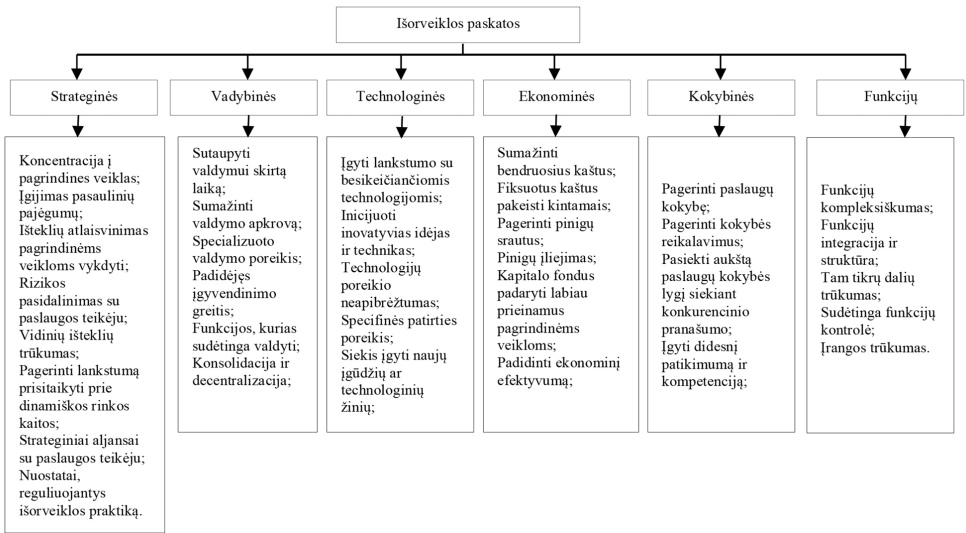 Išorveiklos paskatos
Strateginės
Vadybinės
Technologinės
Ekonominės
Kokybinės
Funkcijų
Koncentracija į
pagrindines veiklas;
Įgijimas pasaulinių
pajėgumų;
Išteklių atlaisvinimas
pagrindinėms
veikloms vykdyti;
Rizikos
pasidalinimas su
paslaugos teikėju;
Vidinių išteklių
trūkumas;
Pagerinti lankstumą
prisitaikyti prie
dinamiškos rinkos
kaitos;
Strateginiai aljansai
su paslaugos teikėju;
Nuostatai,
reguliuojantys
išorveiklos praktiką.
Sutaupyti
valdymui skirtą
laiką;
Sumažinti
valdymo apkrovą;
Specializuoto
valdymo poreikis;
Padidėjęs
įgyvendinimo
greitis;
Funkcijos, kurias
sudėtinga valdyti;
Konsolidacija ir
decentralizacija;
Įgyti lankstumo su
besikeičiančiomis
technologijomis;
Inicijuoti
inovatyvias idėjas
ir technikas;
Technologijų
poreikio
neapibrėžtumas;
Specifinės patirties
poreikis;
Siekis įgyti naujų
įgūdžių ar
technologinių
žinių;
Sumažinti
bendruosius kaštus;
Fiksuotus kaštus
pakeisti kintamais;
Pagerinti pinigų
srautus;
Pinigų įliejimas;
Kapitalo fondus
padaryti labiau
prieinamus
pagrindinėms
veikloms;
Padidinti ekonominį
efektyvumą;
Pagerinti paslaugų
kokybę;
Pagerinti kokybės
reikalavimus;
Pasiekti aukštą
paslaugų kokybės
lygį siekiant
konkurencinio
pranašumo;
Įgyti didesnį
patikimumą ir
kompetenciją;
Funkcijų
kompleksiškumas;
Funkcijų
integracija ir
struktūra;
Tam tikrų dalių
trūkumas;
Sudėtinga funkcijų
kontrolė;
Įrangos trūkumas.